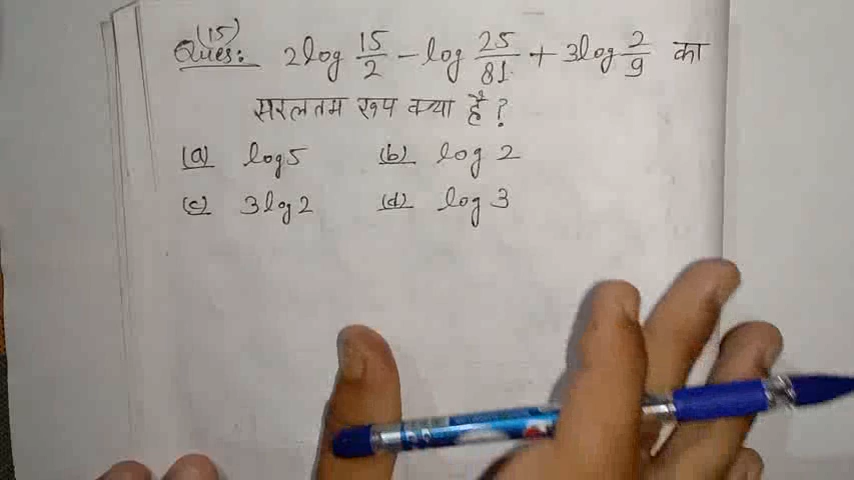 (15)
Ques: 2log 15/2 - log 25/81 + 3log 2/9 का
सरलतम रूप क्या है ?
(a) log5 (b) log 2
(c) 3log2 (d) log 3